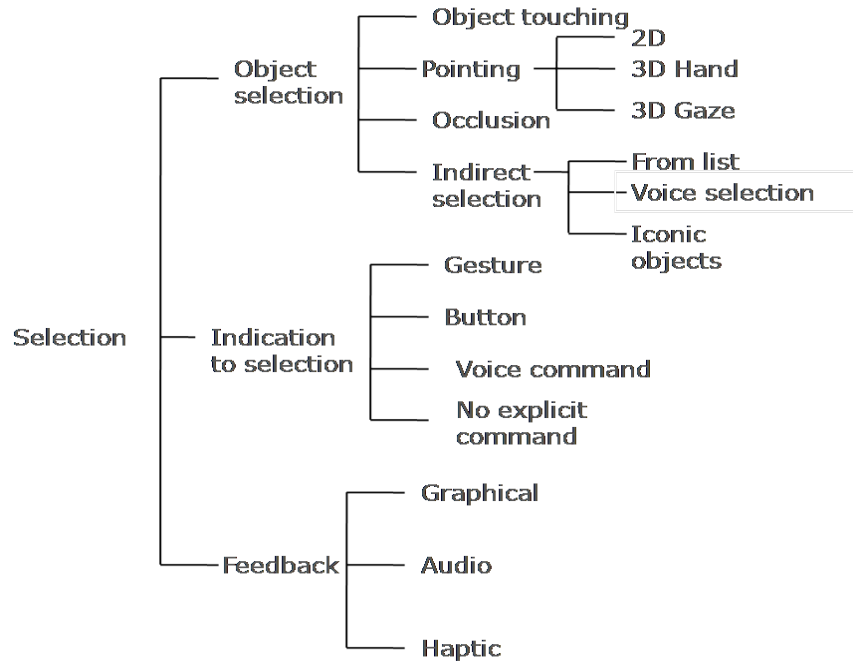 Object touching
2D
Object
selection
Pointing
3D Hand
3D Gaze
Occlusion
Indirect
selection
From list
Voice selection
Iconic
objects
Gesture
Button
Selection
Indication
to selection
Voice command
No explicit
command
Graphical
Feedback
Audio
Haptic